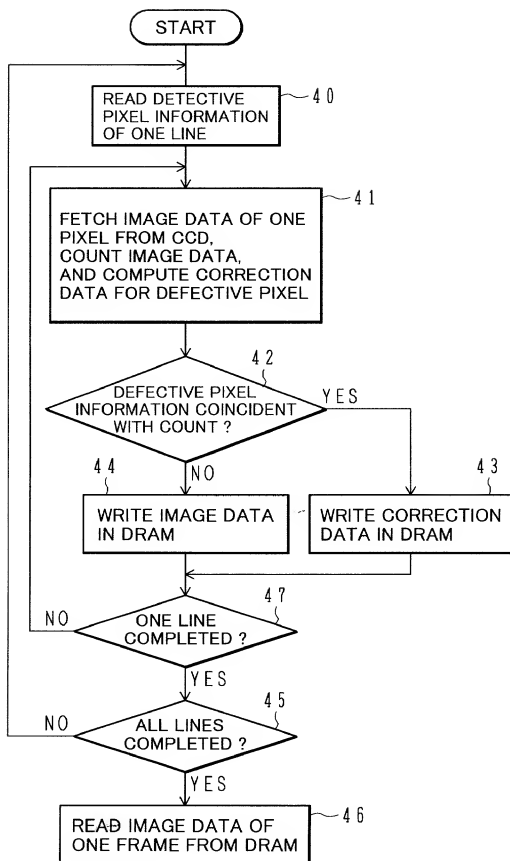 START
READ DETECTIVE
PIXEL INFORMATION
OF ONE LINE
40
FETCH IMAGE DATA OF ONE
PIXEL FROM CCD,
COUNT IMAGE DATA,
AND COMPUTE CORRECTION
DATA FOR DEFECTIVE PIXEL
41
DEFECTIVE PIXEL
INFORMATION COINCIDENT
WITH COUNT ?
42
YES
NO
44
WRITE IMAGE DATA
IN DRAM
43
WRITE CORRECTION
DATA IN DRAM
NO
ONE LINE
COMPLETED ?
47
YES
NO
ALL LINES
COMPLETED ?
45
YES
READ IMAGE DATA OF
ONE FRAME FROM DRAM
46